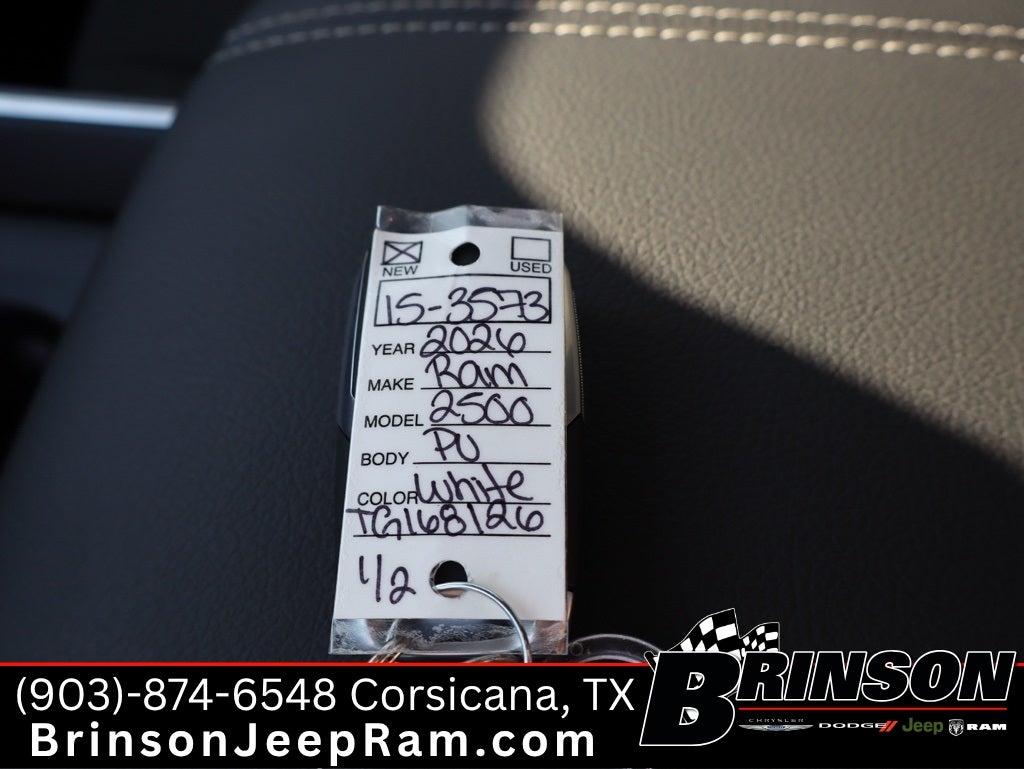 NEW USED
15-3573
YEAR 2026
MAKE Ram
MODEL 2500
BODY PU
COLOR White
TG168126
1/2
(903)-874-6548 Corsicana, TX
BrinsonJeepRam.com
BRINSON
CHRYSLER DODGE Jeep RAM